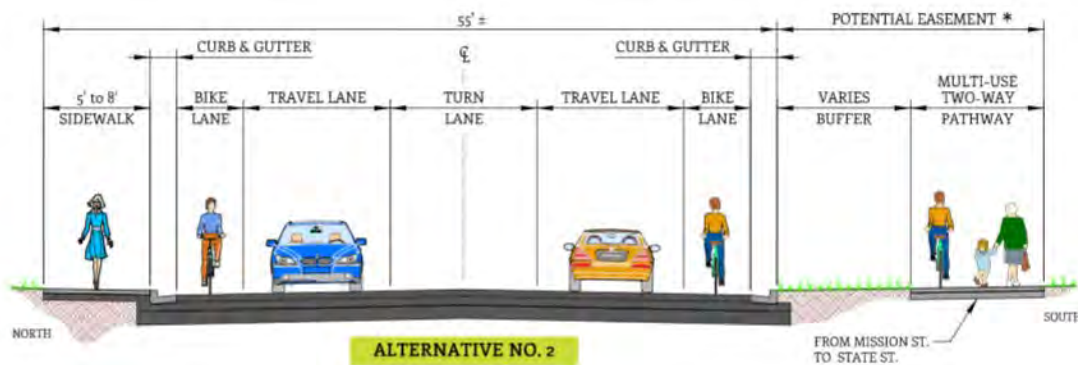 55' ±
POTENTIAL EASEMENT *
CURB & GUTTER
℄
CURB & GUTTER
5' to 8'
SIDEWALK
BIKE
LANE
TRAVEL LANE
TURN
LANE
TRAVEL LANE
BIKE
LANE
VARIES
BUFFER
MULTI-USE
TWO-WAY
PATHWAY
NORTH
SOUTH
FROM MISSION ST.
TO STATE ST.
ALTERNATIVE NO. 2